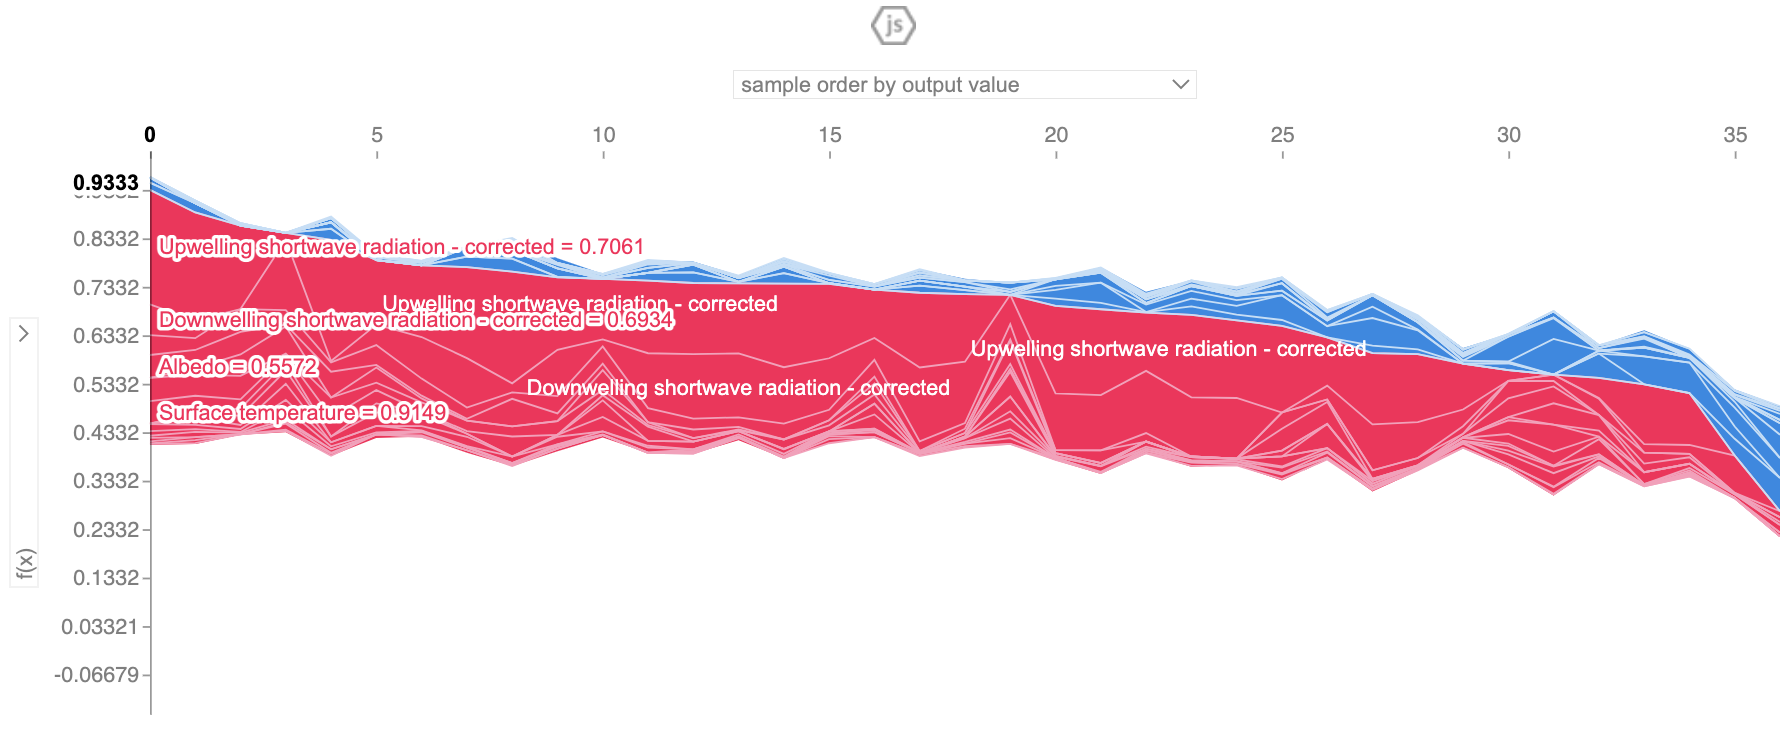 js
sample order by output value
0 5 10 15 20 25 30 35
0.9333
0.8332
0.7332
0.6332
0.5332
0.4332
0.3332
0.2332
0.1332
0.03321
-0.06679
f(x)
Upwelling shortwave radiation - corrected = 0.7061
Upwelling shortwave radiation - corrected
Downwelling shortwave radiation - corrected = 0.6934
Upwelling shortwave radiation - corrected
Albedo = 0.5572
Downwelling shortwave radiation - corrected
Surface temperature = 0.9149